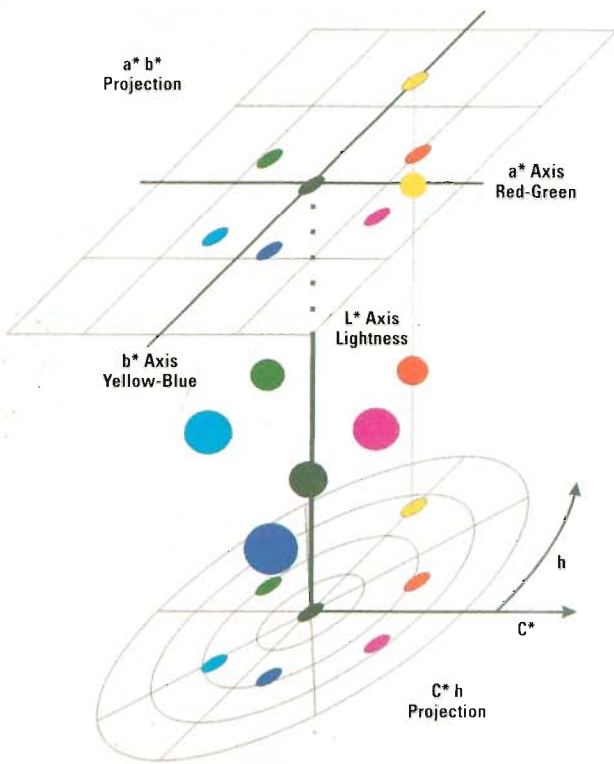 a* b*
Projection
a* Axis
Red-Green
L* Axis
Lightness
b* Axis
Yellow-Blue
h
C*
C* h
Projection